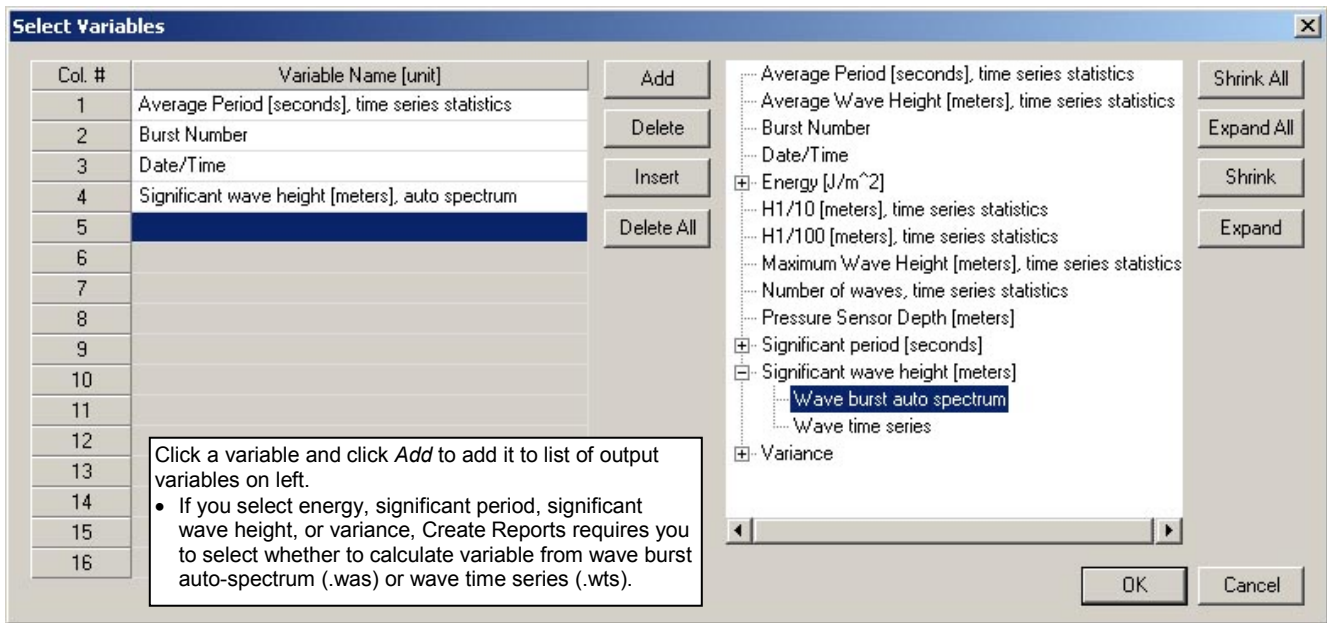 Select Variables
Col. # Variable Name [unit]
1 Average Period [seconds], time series statistics
2 Burst Number
3 Date/Time
4 Significant wave height [meters], auto spectrum
5
6
7
8
9
10
11
12
13
14
15
16
Add
Delete
Insert
Delete All
Average Period [seconds], time series statistics
Average Wave Height [meters], time series statistics
Burst Number
Date/Time
Energy [J/m^2]
H1/10 [meters], time series statistics
H1/100 [meters], time series statistics
Maximum Wave Height [meters], time series statistics
Number of waves, time series statistics
Pressure Sensor Depth [meters]
Significant period [seconds]
Significant wave height [meters]
Wave burst auto spectrum
Wave time series
Variance
Shrink All
Expand All
Shrink
Expand
Click a variable and click Add to add it to list of output
variables on left.
• If you select energy, significant period, significant
wave height, or variance, Create Reports requires you
to select whether to calculate variable from wave burst
auto-spectrum (.was) or wave time series (.wts).
OK Cancel